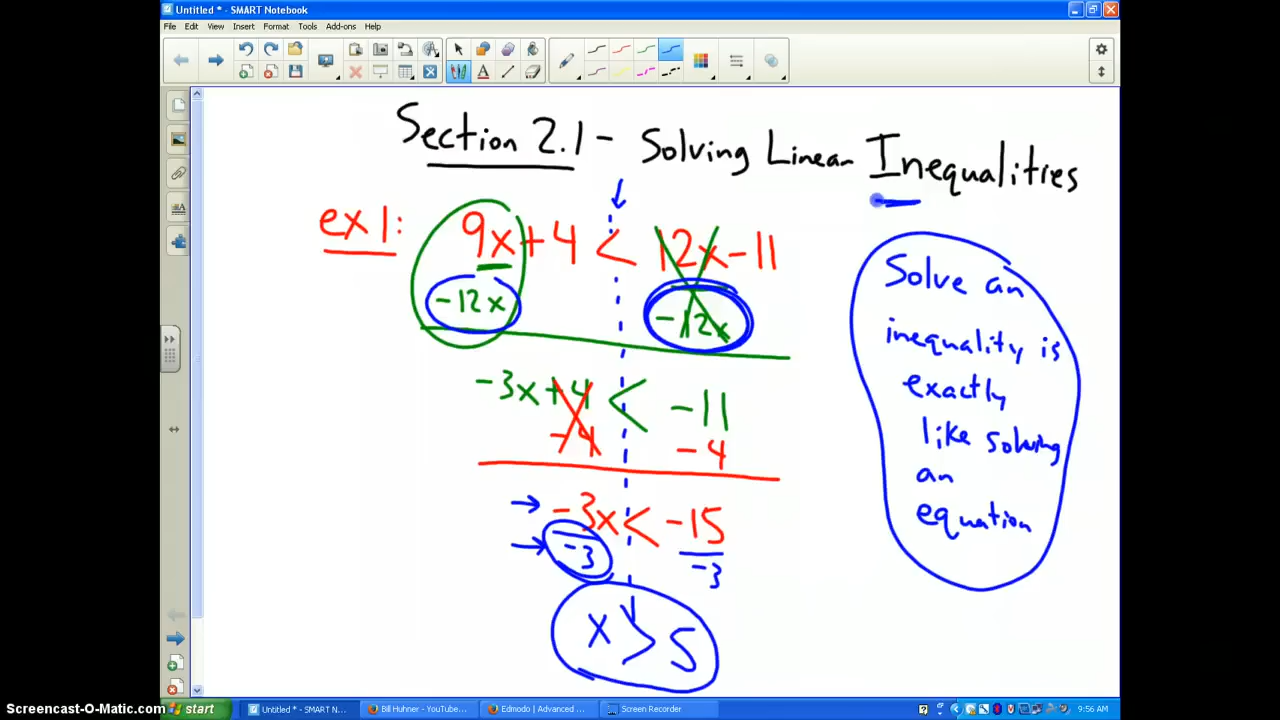 Untitled * - SMART Notebook
File Edit View Insert Format Tools Add-ons Help
Section 2.1 - Solving Linear Inequalities
ex 1: 9x + 4 < 12x - 11
-12x -12x
-3x + 4 < -11
-4 -4
-3x < -15
-3 -3
x > 5
Solve an
inequality is
exactly
like solving
an
equation
Screencast-O-Matic.com
start Untitled * - SMART N... Bill Huhner - YouTube... Edmodo | Advanced ... Screen Recorder 9:56 AM